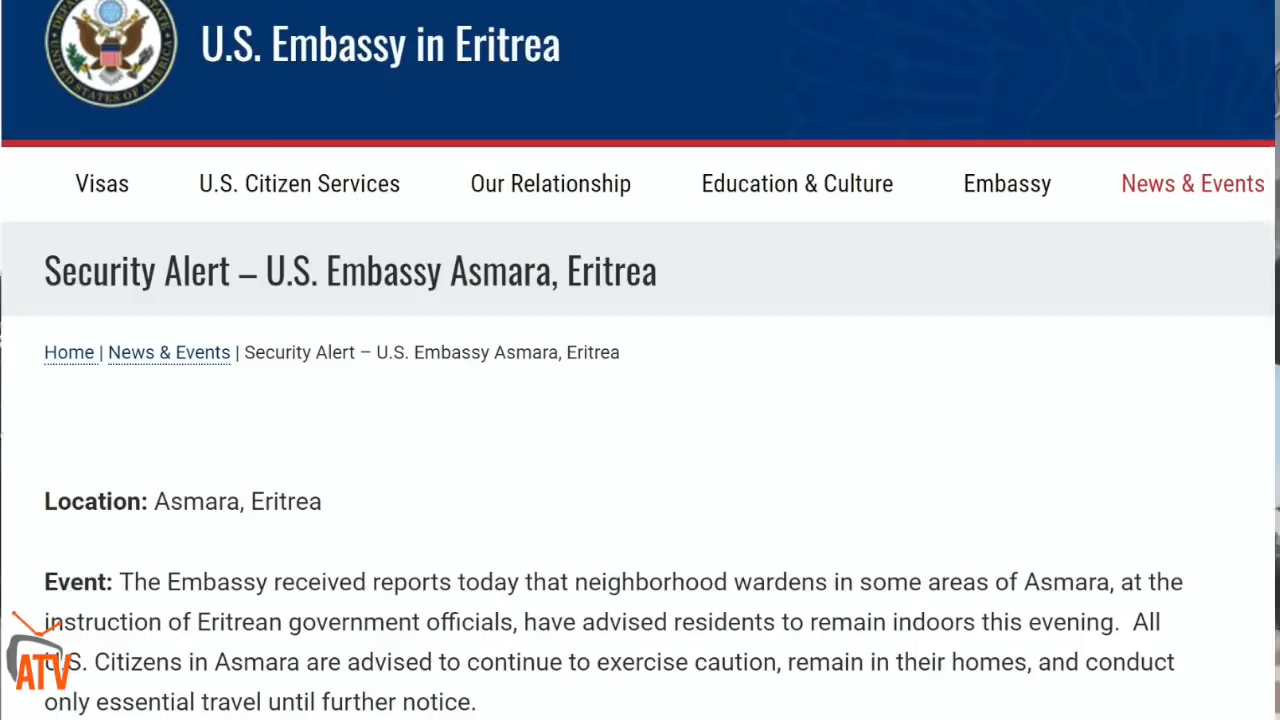 U.S. Embassy in Eritrea
UNITED STATES OF AMERICA
Visas
U.S. Citizen Services
Our Relationship
Education & Culture
Embassy
News & Events
Security Alert – U.S. Embassy Asmara, Eritrea
Home | News & Events | Security Alert – U.S. Embassy Asmara, Eritrea
Location: Asmara, Eritrea
Event: The Embassy received reports today that neighborhood wardens in some areas of Asmara, at the
instruction of Eritrean government officials, have advised residents to remain indoors this evening. All
U.S. Citizens in Asmara are advised to continue to exercise caution, remain in their homes, and conduct
only essential travel until further notice.
ATV